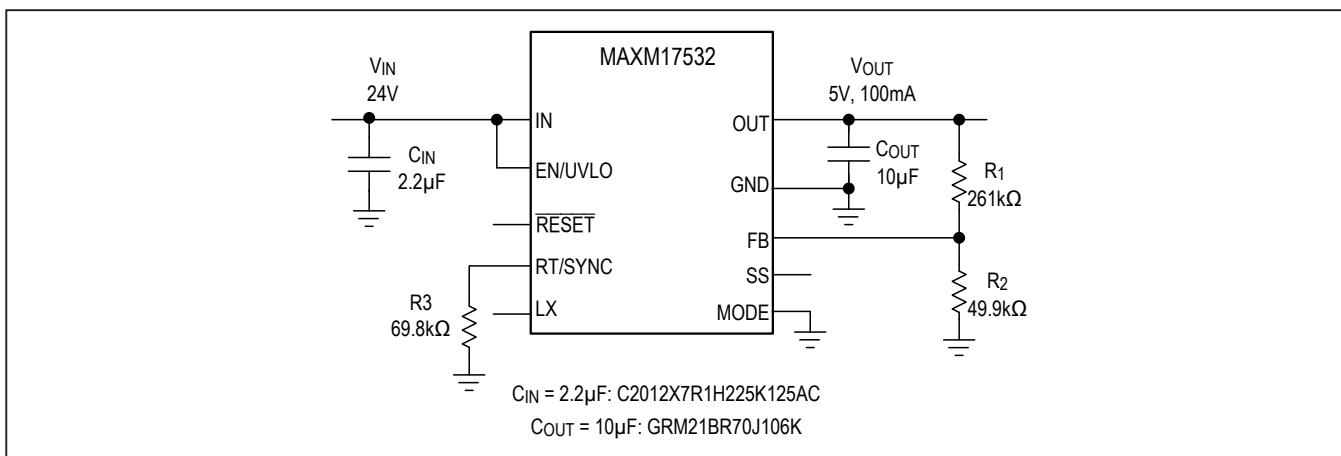 MAXM17532
VIN
24V
CIN
2.2µF
IN
EN/UVLO
RESET
RT/SYNC
LX
R3
69.8kΩ
OUT
GND
FB
SS
MODE
VOUT
5V, 100mA
COUT
10µF
R1
261kΩ
R2
49.9kΩ
CIN = 2.2µF: C2012X7R1H225K125AC
COUT = 10µF: GRM21BR70J106K